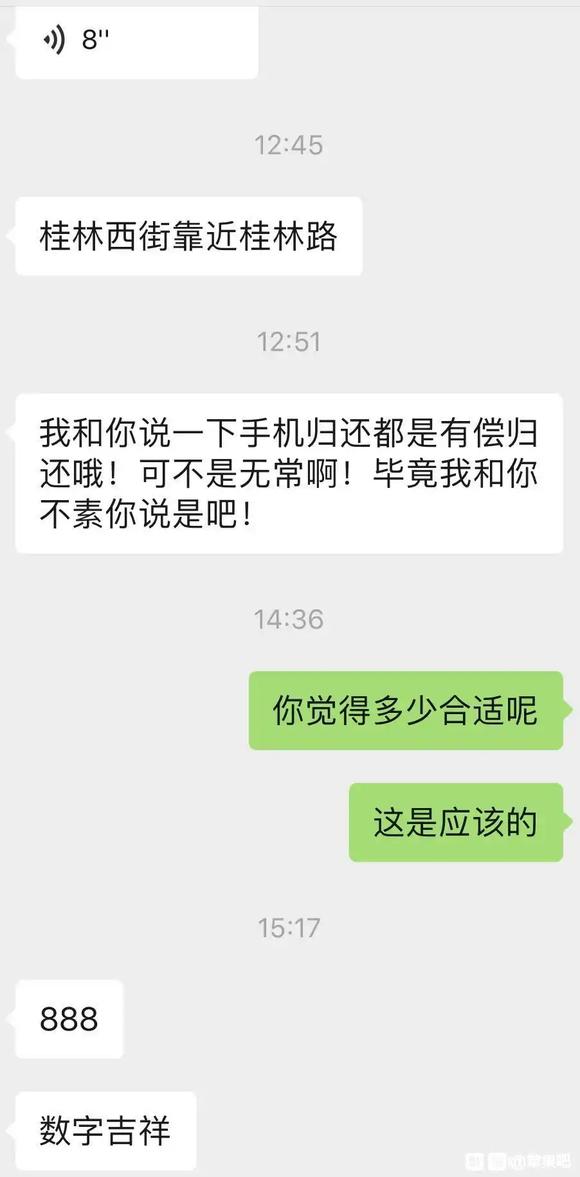 8"
12:45
桂林西街靠近桂林路
12:51
我和你说一下手机归还都是有偿归
还哦！可不是无常啊！毕竟我和你
不素你说是吧！
14:36
你觉得多少合适呢
这是应该的
15:17
888
数字吉祥
@苹果吧